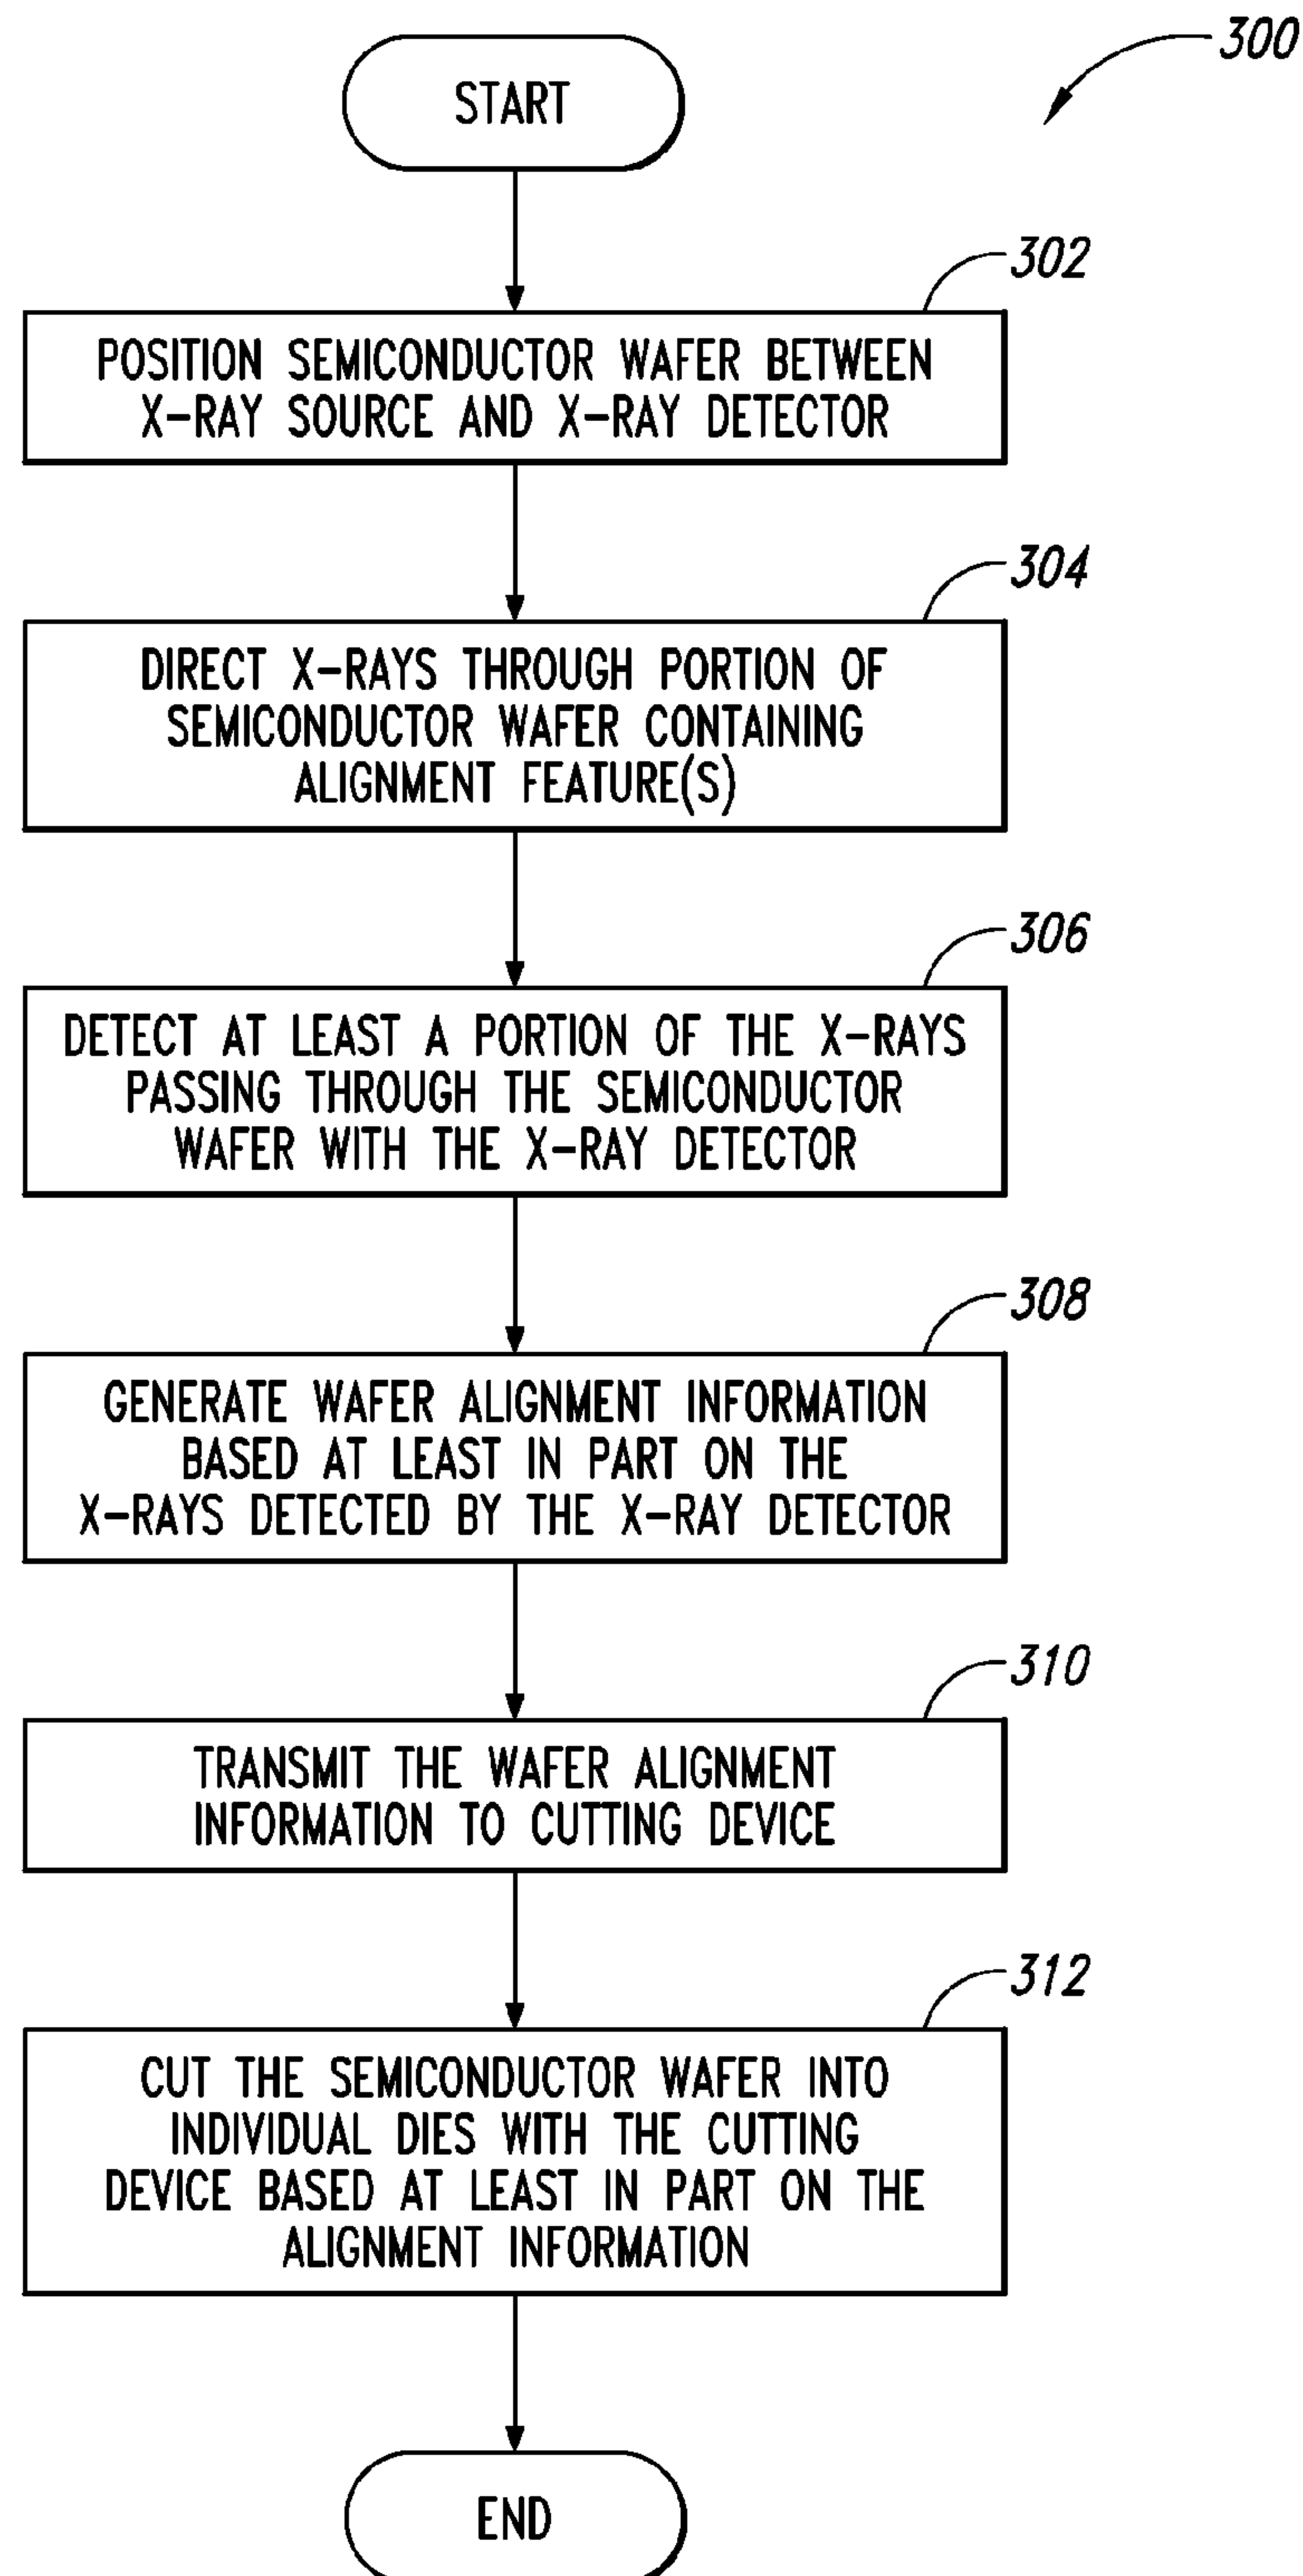 300
START
302
POSITION SEMICONDUCTOR WAFER BETWEEN
X-RAY SOURCE AND X-RAY DETECTOR
304
DIRECT X-RAYS THROUGH PORTION OF
SEMICONDUCTOR WAFER CONTAINING
ALIGNMENT FEATURE(S)
306
DETECT AT LEAST A PORTION OF THE X-RAYS
PASSING THROUGH THE SEMICONDUCTOR
WAFER WITH THE X-RAY DETECTOR
308
GENERATE WAFER ALIGNMENT INFORMATION
BASED AT LEAST IN PART ON THE
X-RAYS DETECTED BY THE X-RAY DETECTOR
310
TRANSMIT THE WAFER ALIGNMENT
INFORMATION TO CUTTING DEVICE
312
CUT THE SEMICONDUCTOR WAFER INTO
INDIVIDUAL DIES WITH THE CUTTING
DEVICE BASED AT LEAST IN PART ON THE
ALIGNMENT INFORMATION
END